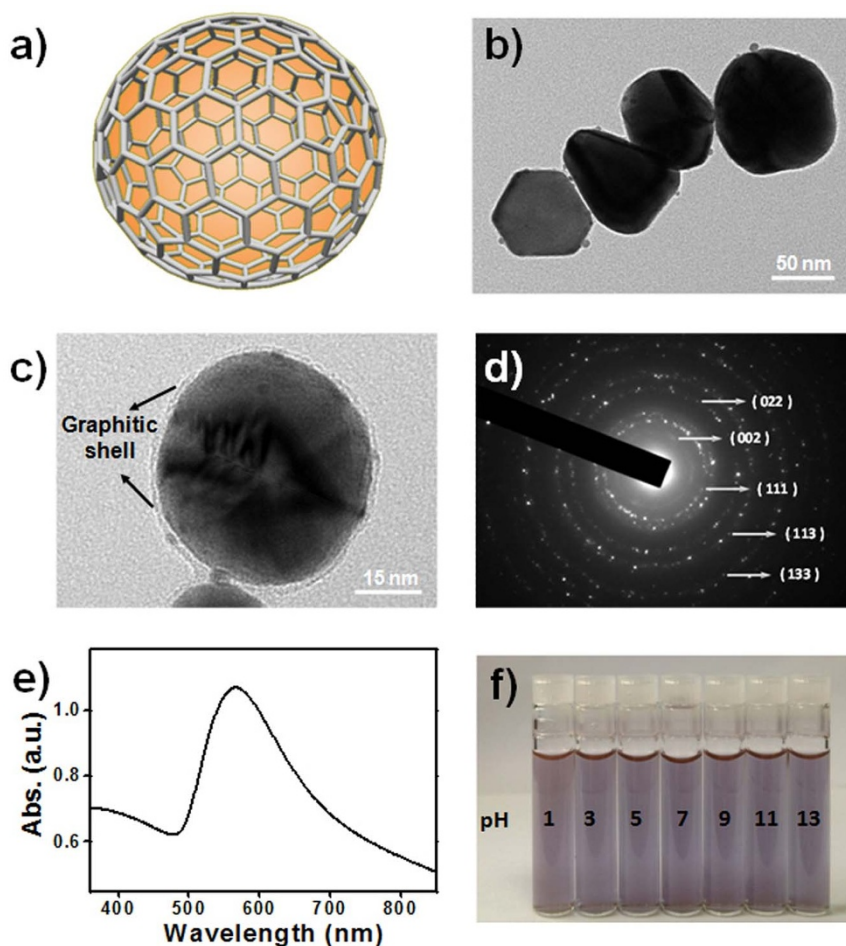 a)
b)
50 nm
c)
Graphitic
shell
15 nm
d)
(022)
(002)
(111)
(113)
(133)
e)
Abs. (a.u.)
1.0
0.8
0.6
400 500 600 700 800
Wavelength (nm)
f)
pH 1 3 5 7 9 11 13